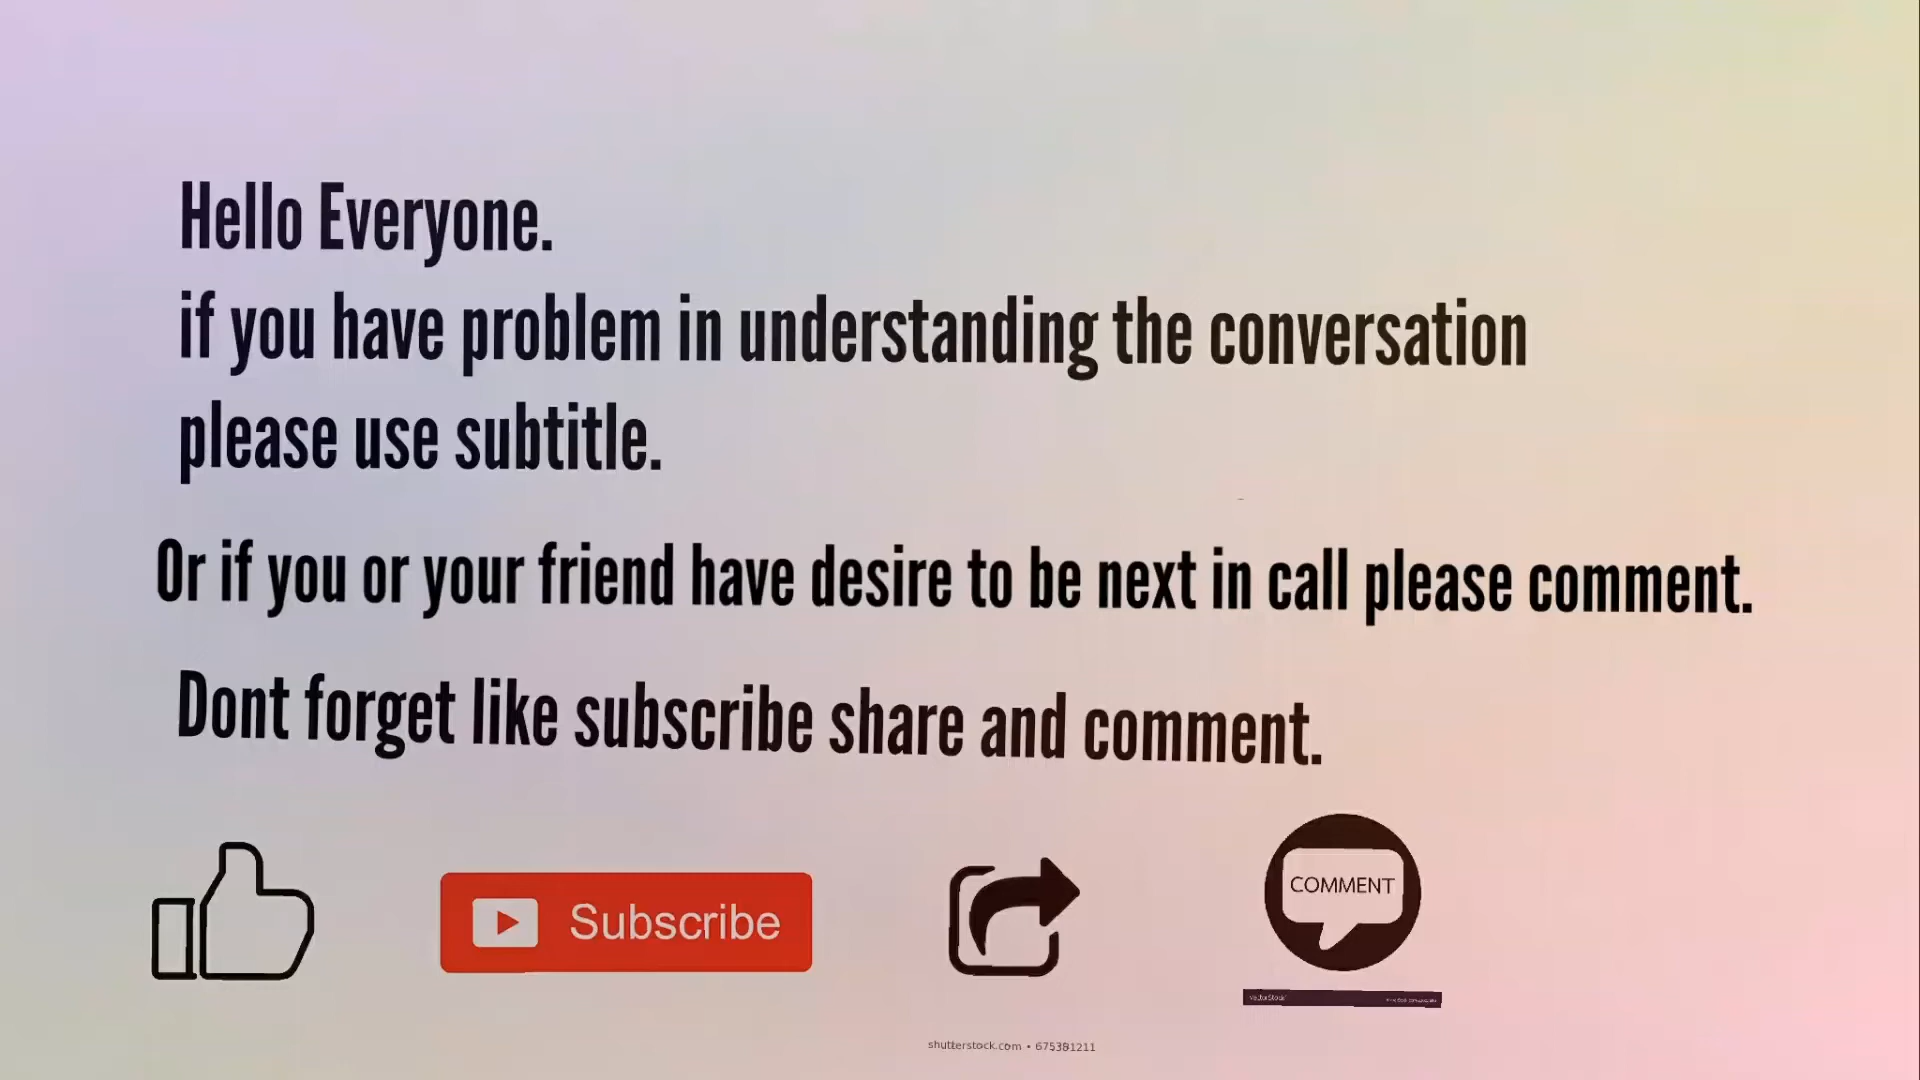 Hello Everyone.
if you have problem in understanding the conversation
please use subtitle.
Or if you or your friend have desire to be next in call please comment.
Dont forget like subscribe share and comment.
Subscribe
COMMENT
VectorStock
shutterstock.com • 675381211